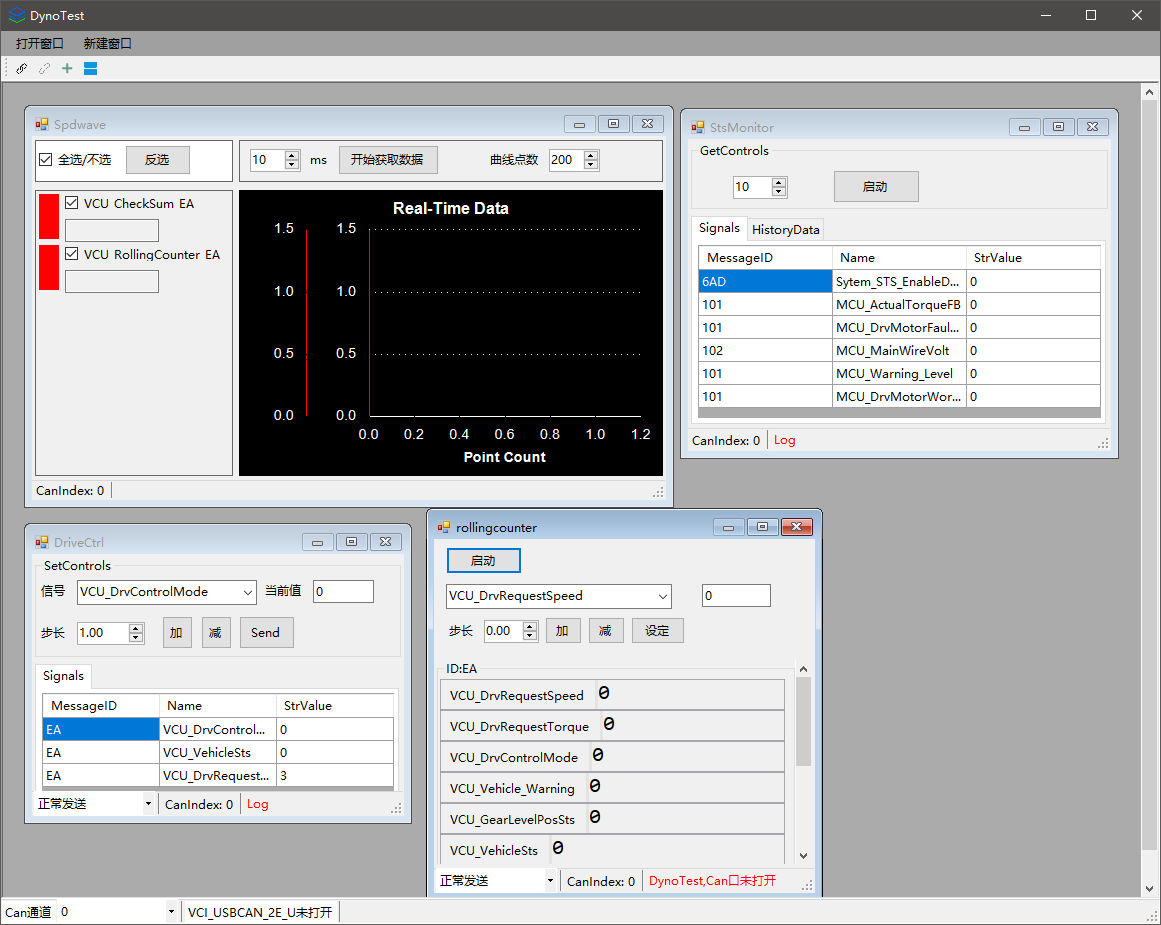 DynoTest
打开窗口 新建窗口
Spdwave
全选/不选 反选 10 ms 开始获取数据 曲线点数 200
VCU CheckSum EA
VCU RollingCounter EA
Real-Time Data
1.5 1.5
1.0 1.0
0.5 0.5
0.0 0.0
0.0 0.2 0.4 0.6 0.8 1.0 1.2
Point Count
CanIndex: 0
StsMonitor
GetControls
10 启动
Signals HistoryData
MessageID Name StrValue
6AD Sytem_STS_EnableD... 0
101 MCU_ActualTorqueFB 0
101 MCU_DrvMotorFaul... 0
102 MCU_MainWireVolt 0
101 MCU_Warning_Level 0
101 MCU_DrvMotorWor... 0
CanIndex: 0 Log
DriveCtrl
SetControls
信号 VCU_DrvControlMode 当前值 0
步长 1.00 加 减 Send
Signals
MessageID Name StrValue
EA VCU_DrvControl... 0
EA VCU_VehicleSts 0
EA VCU_DrvRequest... 3
正常发送 CanIndex: 0 Log
rollingcounter
启动
VCU_DrvRequestSpeed 0
步长 0.00 加 减 设定
ID:EA
VCU_DrvRequestSpeed 0
VCU_DrvRequestTorque 0
VCU_DrvControlMode 0
VCU_Vehicle_Warning 0
VCU_GearLevelPosSts 0
VCU_VehicleSts 0
正常发送 CanIndex: 0 DynoTest,Can口未打开
Can通道 0 VCI_USBCAN_2E_U未打开